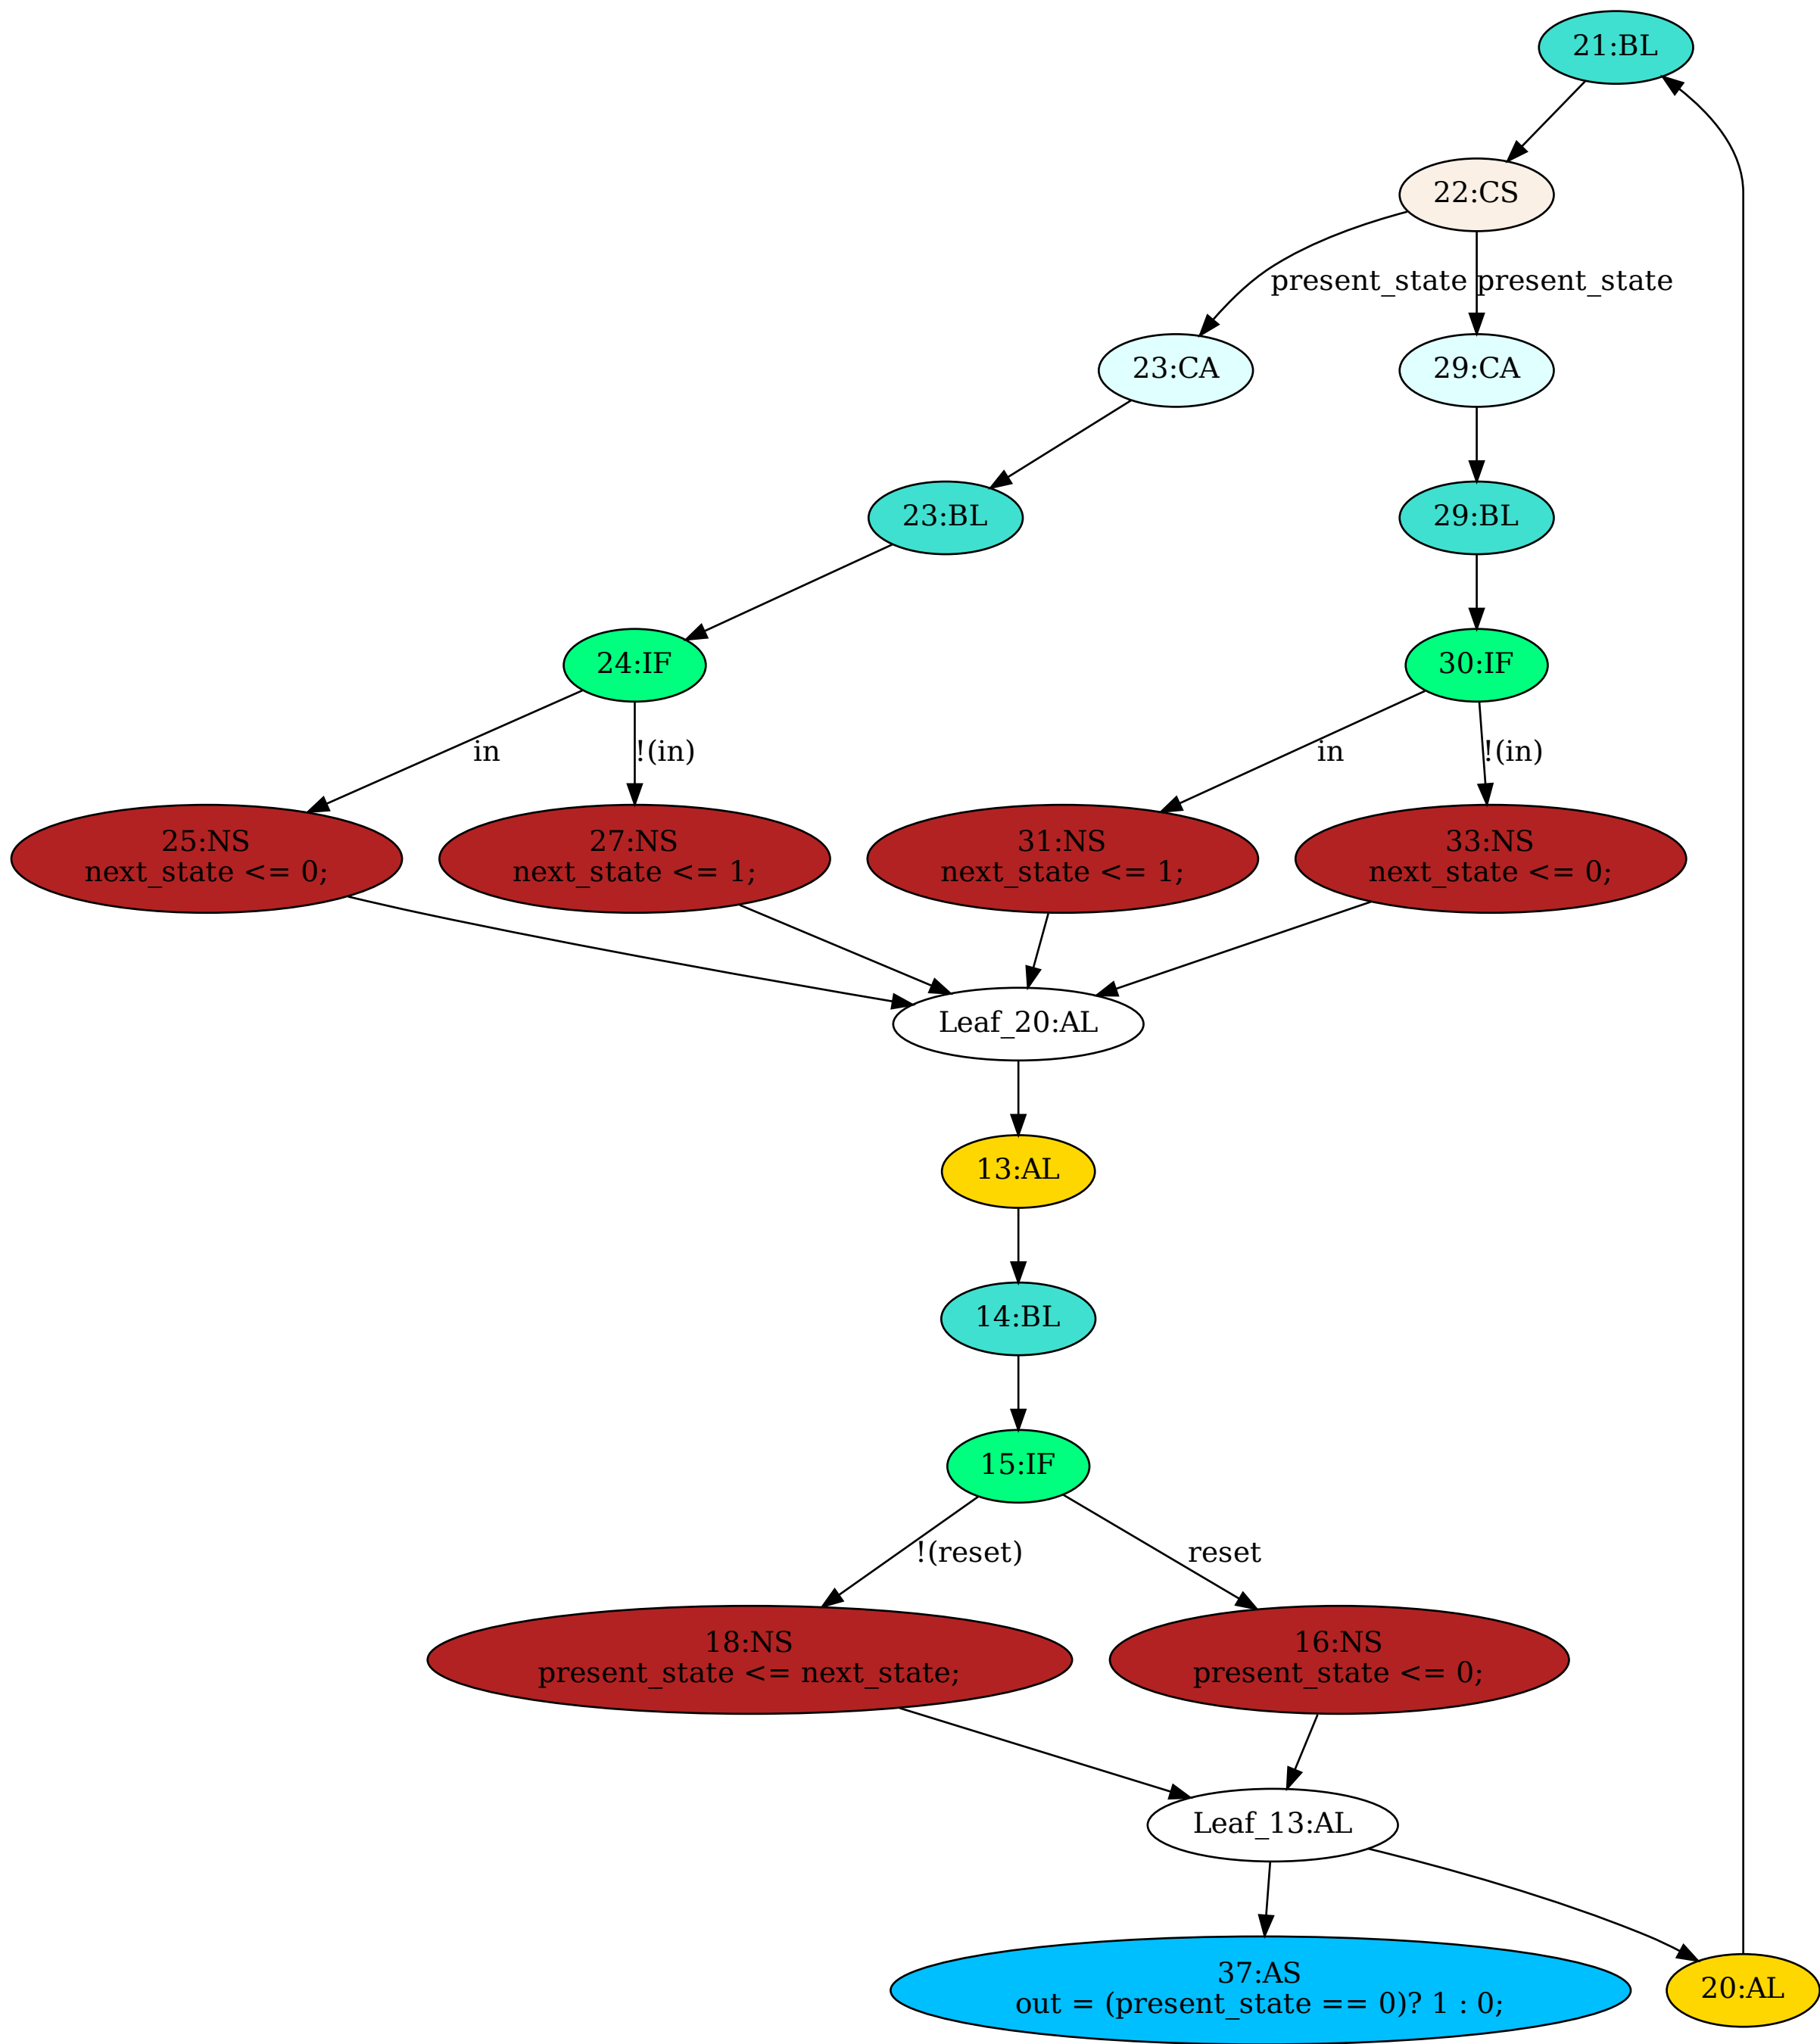 21:BL
22:CS
present_state
present_state
23:CA
29:CA
23:BL
29:BL
24:IF
30:IF
in
!(in)
in
!(in)
25:NS
next_state <= 0;
27:NS
next_state <= 1;
31:NS
next_state <= 1;
33:NS
next_state <= 0;
Leaf_20:AL
13:AL
14:BL
15:IF
!(reset)
reset
18:NS
present_state <= next_state;
16:NS
present_state <= 0;
Leaf_13:AL
37:AS
out = (present_state == 0)? 1 : 0;
20:AL